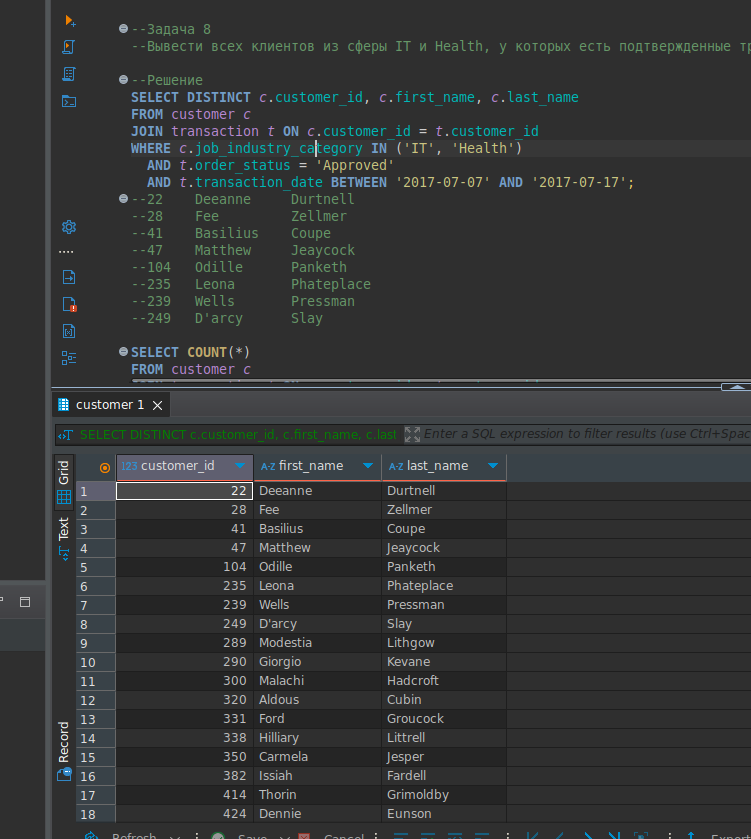 --Задача 8
--Вывести всех клиентов из сферы IT и Health, у которых есть подтвержденные тр
--Решение
SELECT DISTINCT c.customer_id, c.first_name, c.last_name
FROM customer c
JOIN transaction t ON c.customer_id = t.customer_id
WHERE c.job_industry_category IN ('IT', 'Health')
AND t.order_status = 'Approved'
AND t.transaction_date BETWEEN '2017-07-07' AND '2017-07-17';
--22 Deeanne Durtnell
--28 Fee Zellmer
--41 Basilius Coupe
--47 Matthew Jeaycock
--104 Odille Panketh
--235 Leona Phateplace
--239 Wells Pressman
--249 D'arcy Slay
SELECT COUNT(*)
FROM customer c
customer 1
SELECT DISTINCT c.customer_id, c.first_name, c.last
Enter a SQL expression to filter results (use Ctrl+Spac
Grid
Text
Record
123 customer_id A-Z first_name A-Z last_name
1 22 Deeanne Durtnell
2 28 Fee Zellmer
3 41 Basilius Coupe
4 47 Matthew Jeaycock
5 104 Odille Panketh
6 235 Leona Phateplace
7 239 Wells Pressman
8 249 D'arcy Slay
9 289 Modestia Lithgow
10 290 Giorgio Kevane
11 300 Malachi Hadcroft
12 320 Aldous Cubin
13 331 Ford Groucock
14 338 Hilliary Littrell
15 350 Carmela Jesper
16 382 Issiah Fardell
17 414 Thorin Grimoldby
18 424 Dennie Eunson
Refresh Save Cancel Export